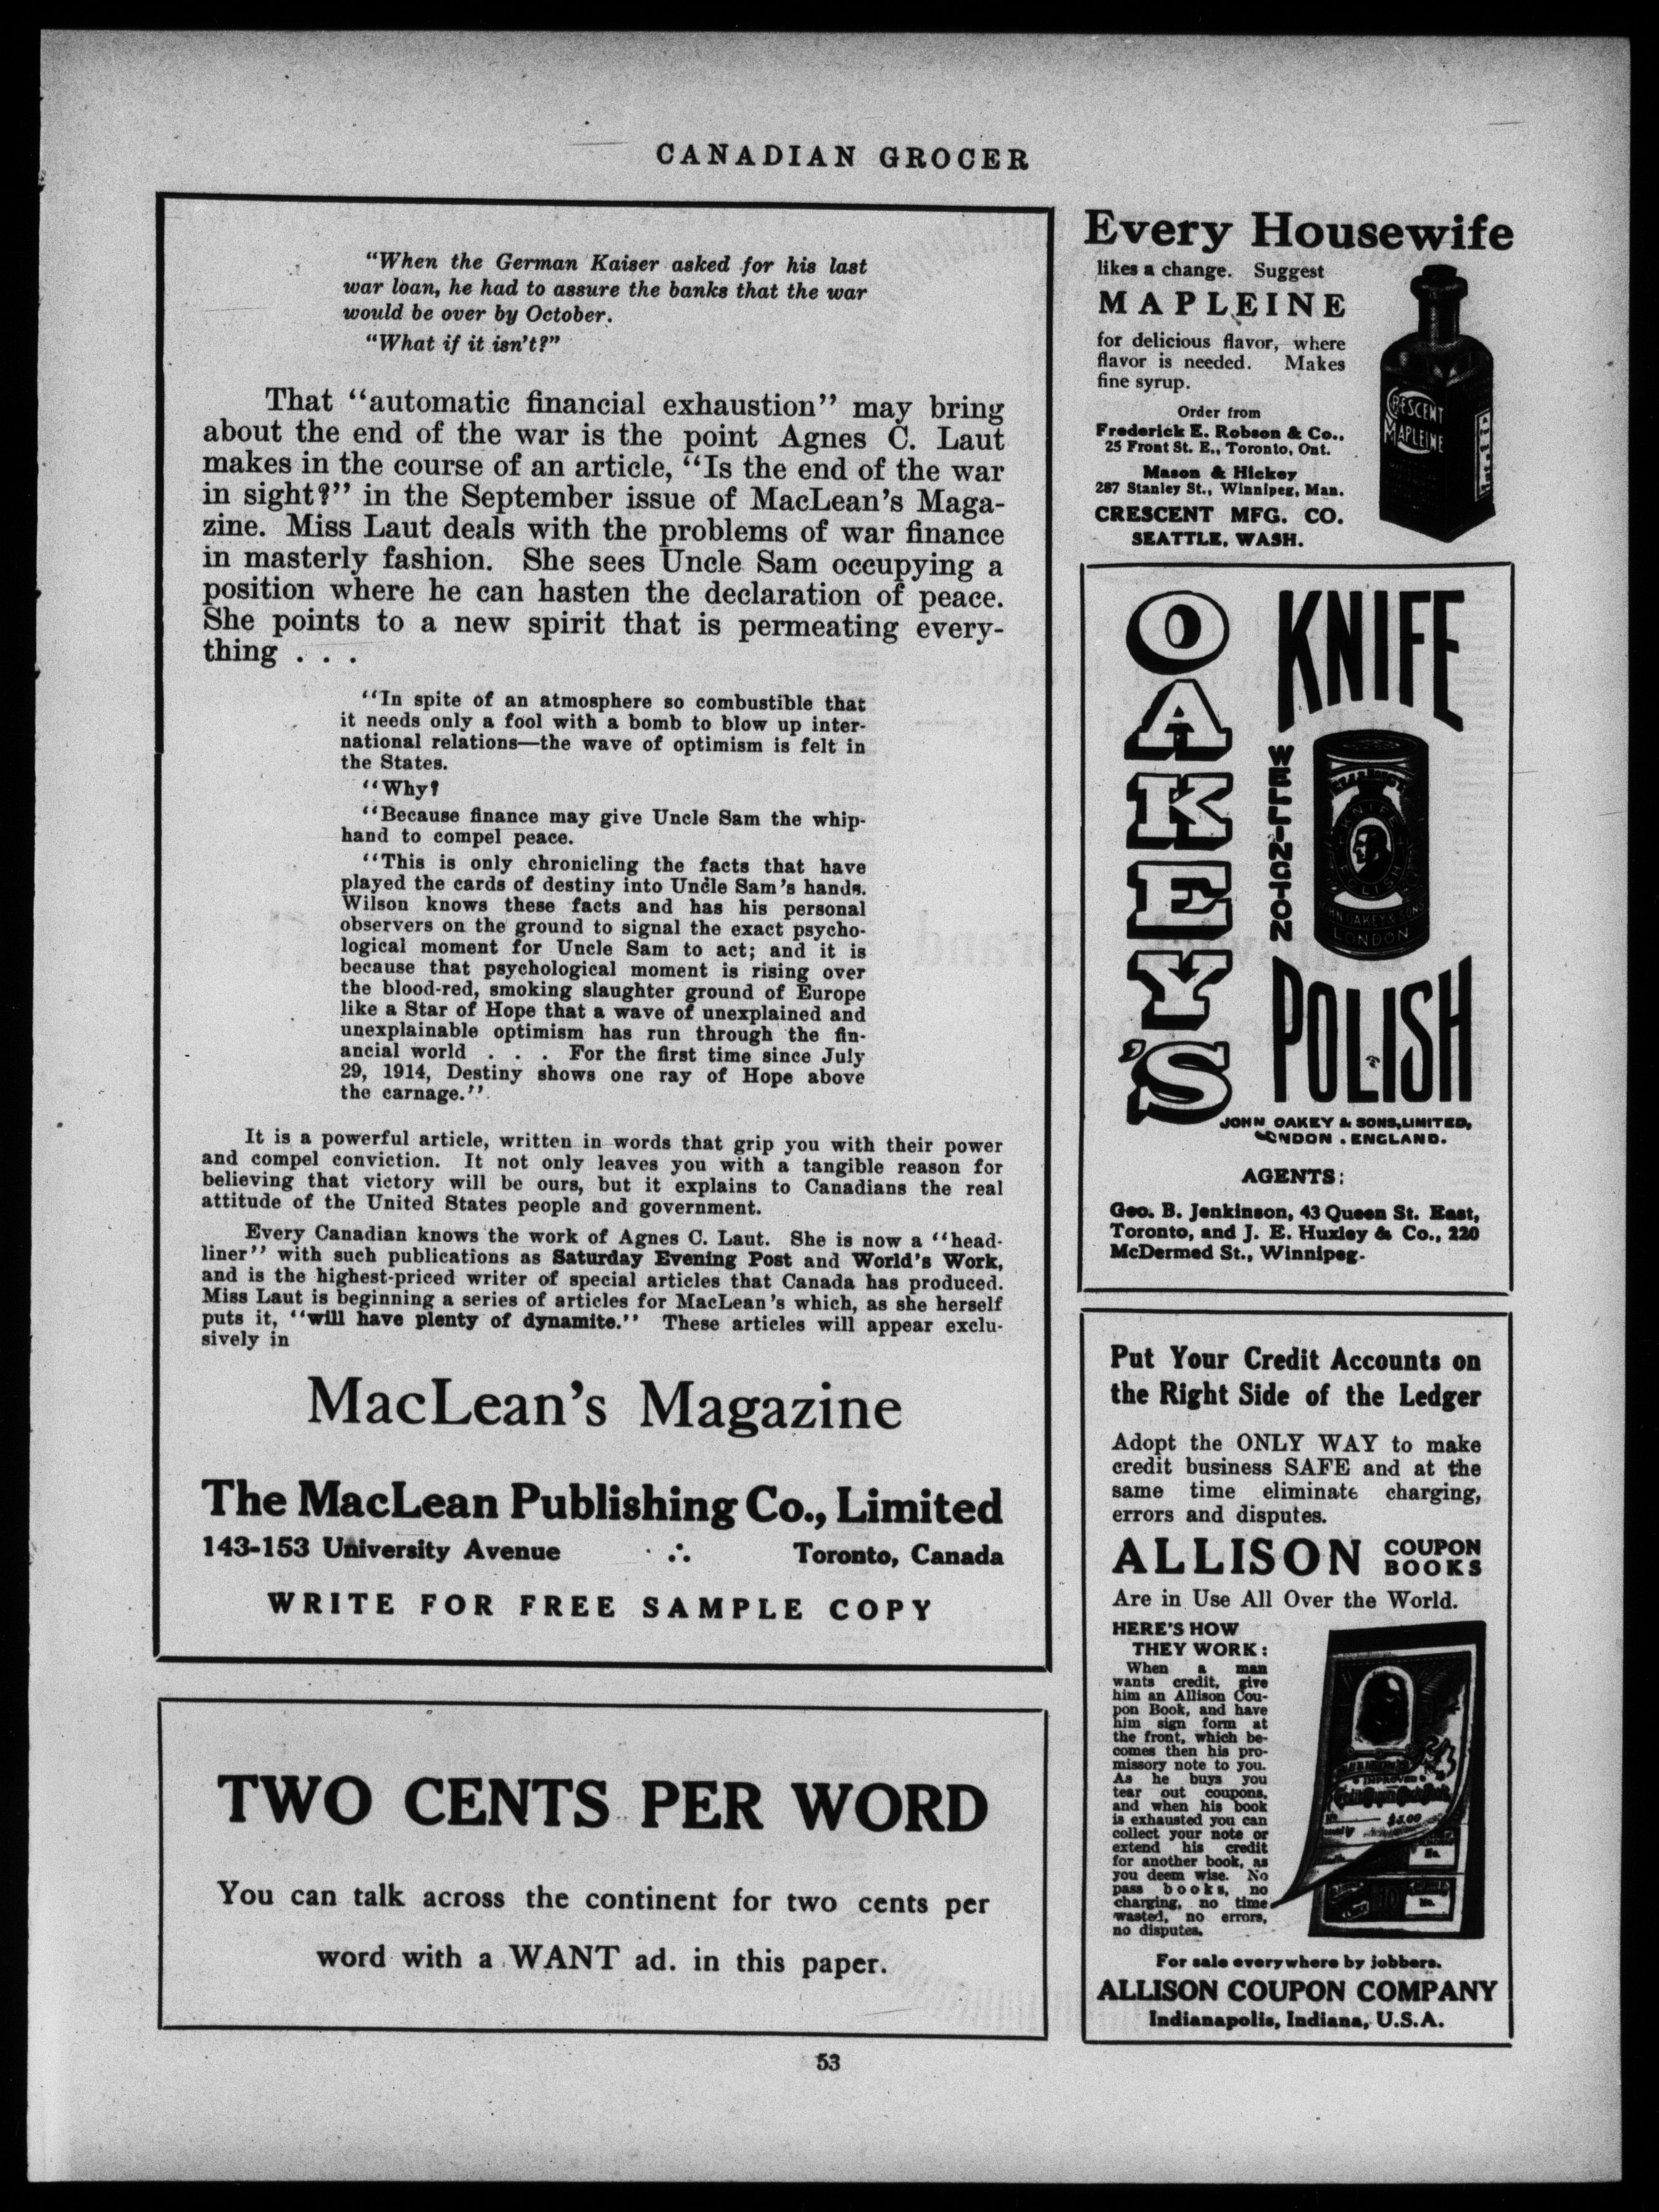 CANADIAN GROCER
"When the German Kaiser asked for his last
war loan, he had to assure the banks that the war
would be over by October.
"What if it isn't?"
That "automatic financial exhaustion" may bring
about the end of the war is the point Agnes C. Laut
makes in the course of an article, "Is the end of the war
in sight?" in the September issue of MacLean's Maga-
zine. Miss Laut deals with the problems of war finance
in masterly fashion. She sees Uncle Sam occupying a
position where he can hasten the declaration of peace.
She points to a new spirit that is permeating every-
thing . . .
"In spite of an atmosphere so combustible that
it needs only a fool with a bomb to blow up inter-
national relations—the wave of optimism is felt in
the States.
"Why?
"Because finance may give Uncle Sam the whip-
hand to compel peace.
"This is only chronicling the facts that have
played the cards of destiny into Uncle Sam's hands.
Wilson knows these facts and has his personal
observers on the ground to signal the exact psycho-
logical moment for Uncle Sam to act; and it is
because that psychological moment is rising over
the blood-red, smoking slaughter ground of Europe
like a Star of Hope that a wave of unexplained and
unexplainable optimism has run through the fin-
ancial world . . . For the first time since July
29, 1914, Destiny shows one ray of Hope above
the carnage."
It is a powerful article, written in words that grip you with their power
and compel conviction. It not only leaves you with a tangible reason for
believing that victory will be ours, but it explains to Canadians the real
attitude of the United States people and government.
Every Canadian knows the work of Agnes C. Laut. She is now a "head-
liner" with such publications as Saturday Evening Post and World's Work,
and is the highest-priced writer of special articles that Canada has produced.
Miss Laut is beginning a series of articles for MacLean's which, as she herself
puts it, "will have plenty of dynamite." These articles will appear exclu-
sively in
MacLean's Magazine
The MacLean Publishing Co., Limited
143-153 University Avenue ∴ Toronto, Canada
WRITE FOR FREE SAMPLE COPY
TWO CENTS PER WORD
You can talk across the continent for two cents per
word with a WANT ad. in this paper.
Every Housewife
likes a change. Suggest
MAPLEINE
for delicious flavor, where
flavor is needed. Makes
fine syrup.
Order from
Frederick E. Robson & Co.,
25 Front St. E., Toronto, Ont.
Mason & Hickey
287 Stanley St., Winnipeg, Man.
CRESCENT MFG. CO.
SEATTLE, WASH.
CRESCENT
MAPLEINE
OAKEY'S
WELLINGTON
KNIFE
KNIFE
POLISH
JOHN OAKEY & SONS
LONDON
POLISH
JOHN OAKEY & SONS, LIMITED,
LONDON. ENGLAND.
AGENTS:
Geo. B. Jenkinson, 43 Queen St. East,
Toronto, and J. E. Huxley & Co., 220
McDermed St., Winnipeg.
Put Your Credit Accounts on
the Right Side of the Ledger
Adopt the ONLY WAY to make
credit business SAFE and at the
same time eliminate charging,
errors and disputes.
ALLISON COUPON
BOOKS
Are in Use All Over the World.
HERE'S HOW
THEY WORK:
When a man
wants credit, give
him an Allison Cou-
pon Book, and have
him sign form at
the front, which be-
comes then his pro-
missory note to you.
As he buys you
tear out coupons,
and when his book
is exhausted you can
collect your note or
extend his credit
for another book, as
you deem wise. No
pass books, no
charging, no time
wasted, no errors,
no disputes.
IMPROVED
$5.00
For sale everywhere by jobbers.
ALLISON COUPON COMPANY
Indianapolis, Indiana, U.S.A.
53